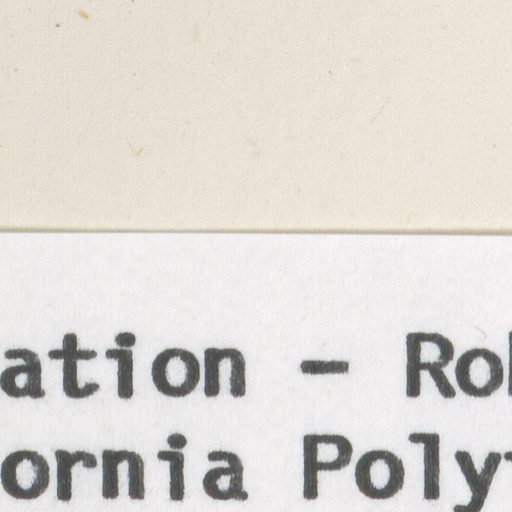 ation - Ro
ornia Poly